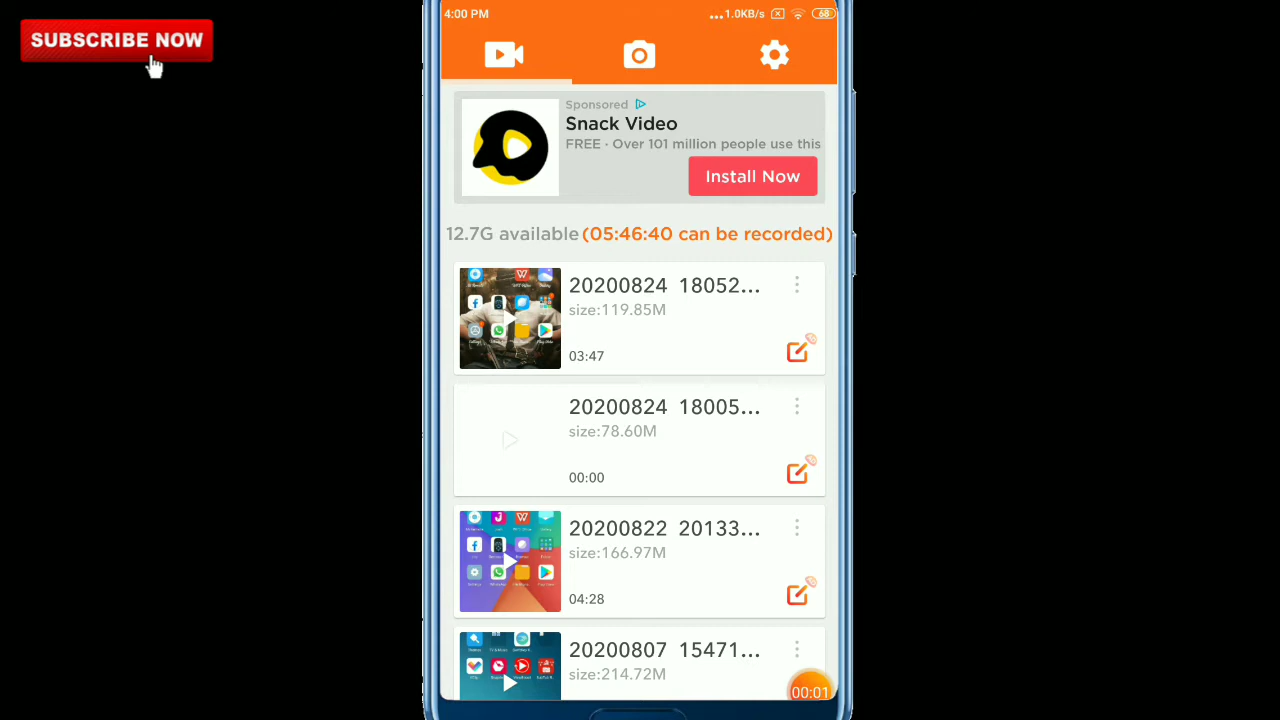 SUBSCRIBE NOW
4:00 PM
...1.0KB/s 68
Sponsored
Snack Video
FREE · Over 101 million people use this
Install Now
12.7G available (05:46:40 can be recorded)
20200824 18052...
size:119.85M
03:47
20200824 18005...
size:78.60M
00:00
20200822 20133...
size:166.97M
04:28
20200807 15471...
size:214.72M
00:01